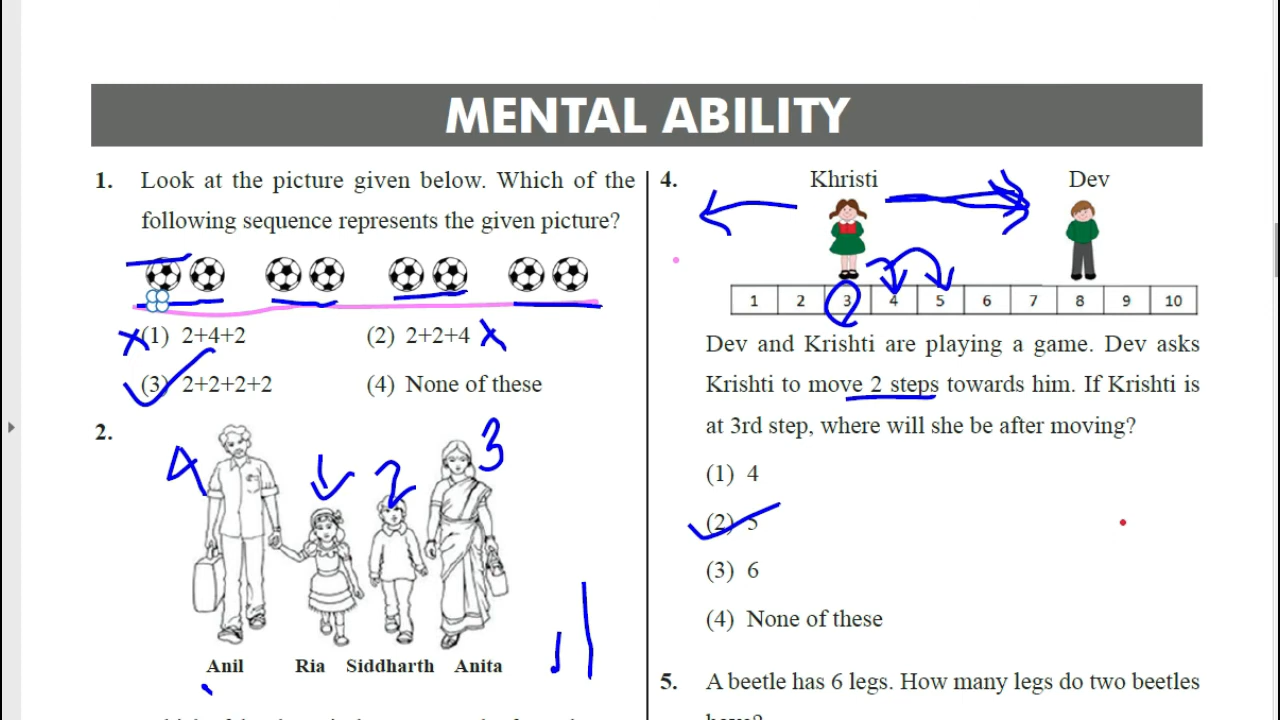 MENTAL ABILITY
1. Look at the picture given below. Which of the
following sequence represents the given picture?
(1) 2+4+2 (2) 2+2+4
(3) 2+2+2+2 (4) None of these
2.
4 2 3
Anil Ria Siddharth Anita
4.
Khristi Dev
1 2 3 4 5 6 7 8 9 10
Dev and Krishti are playing a game. Dev asks
Krishti to move 2 steps towards him. If Krishti is
at 3rd step, where will she be after moving?
(1) 4
(2) 5
(3) 6
(4) None of these
5. A beetle has 6 legs. How many legs do two beetles